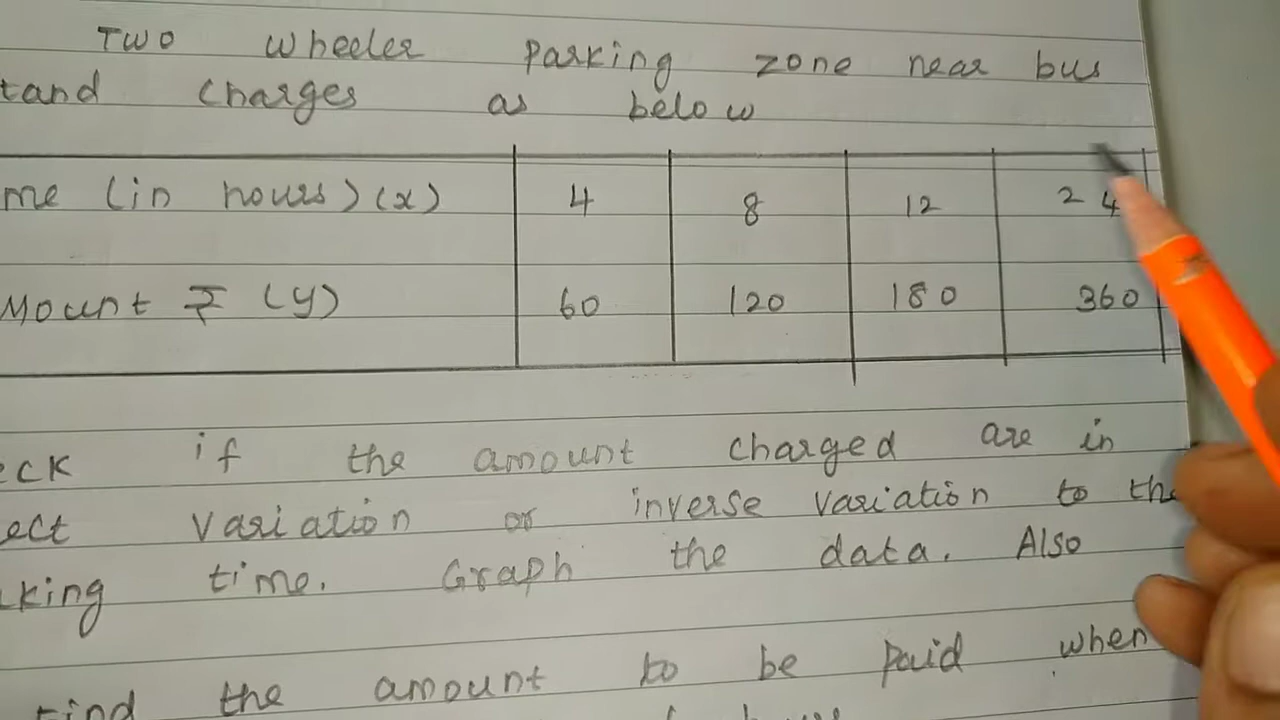 Two wheeler parking zone near bus
tand charges as below
me (in hours) (x) 4 8 12 24
Mount ₹ (y) 60 120 180 360
eck if the amount charged are in
ect variation or inverse variation to the
king time. Graph the data. Also
find the amount to be paid when